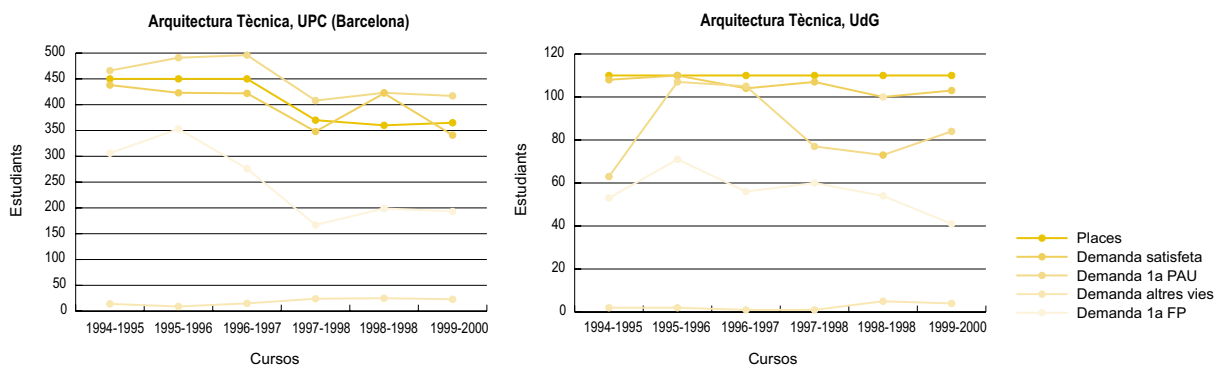 Arquitectura Tècnica, UPC (Barcelona)
500
450
400
350
300
250
200
150
100
50
0
Estudiants
1994-1995 1995-1996 1996-1997 1997-1998 1998-1998 1999-2000
Cursos
Arquitectura Tècnica, UdG
120
100
80
60
40
20
0
Estudiants
1994-1995 1995-1996 1996-1997 1997-1998 1998-1998 1999-2000
Cursos
Places
Demanda satisfeta
Demanda 1a PAU
Demanda altres vies
Demanda 1a FP